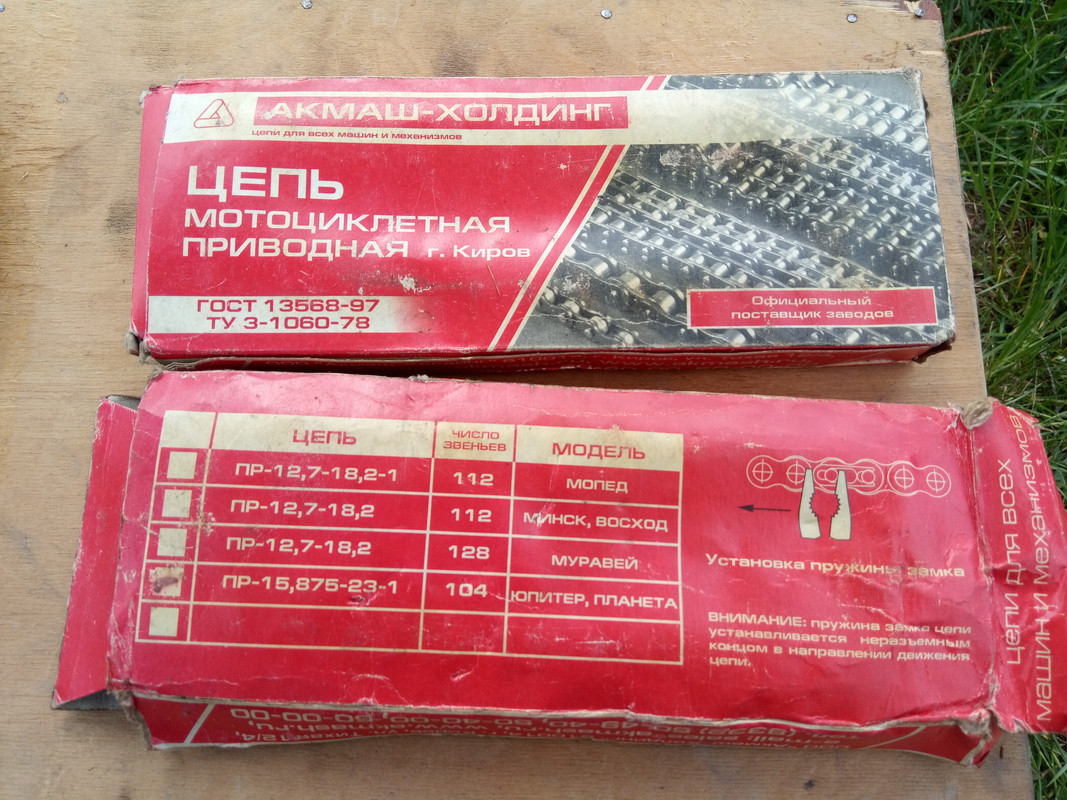 АКМАШ-ХОЛДИНГ
цепи для всех машин и механизмов
ЦЕПЬ
МОТОЦИКЛЕТНАЯ
ПРИВОДНАЯ г. Киров
ГОСТ 13568-97
ТУ 3-1060-78
Официальный
поставщик заводов
ЦЕПЬ ЧИСЛО ЗВЕНЬЕВ МОДЕЛЬ
ПР-12,7-18,2-1 112 МОПЕД
ПР-12,7-18,2 112 МИНСК, ВОСХОД
ПР-12,7-18,2 128 МУРАВЕЙ
ПР-15,875-23-1 104 ЮПИТЕР, ПЛАНЕТА
Установка пружины замка
ВНИМАНИЕ: пружина замка цепи
устанавливается неразъемным
концом в направлении движения
цепи.
цепи для всех
машин и механизмов